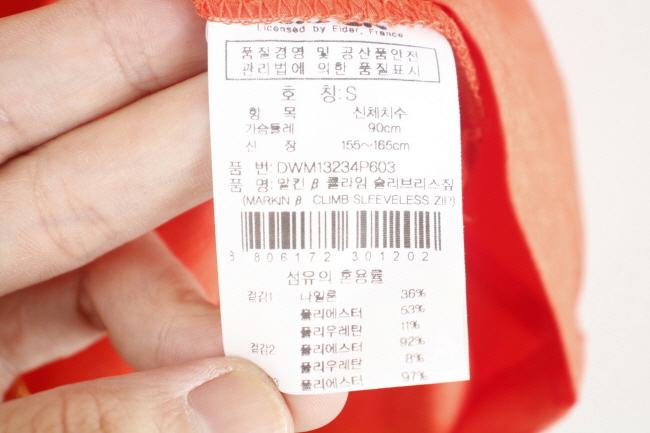 Licensed by Eider, France
품질경영 및 공산품안전
관리법에 의한 품질표시
호 칭: S
항 목 신체치수
가슴둘레 90cm
신 장 155~165cm
품 번: DWM13234P603
품 명: 말킨 β 클라임 슬리브리스짚
(MARKIN β CLIMB SLEEVELESS ZIP)
8 806172 301202
섬유의 혼용률
겉감1 나일론 36%
폴리에스터 53%
폴리우레탄 11%
겉감2 폴리에스터 92%
폴리우레탄 8%
폴리에스터 97%